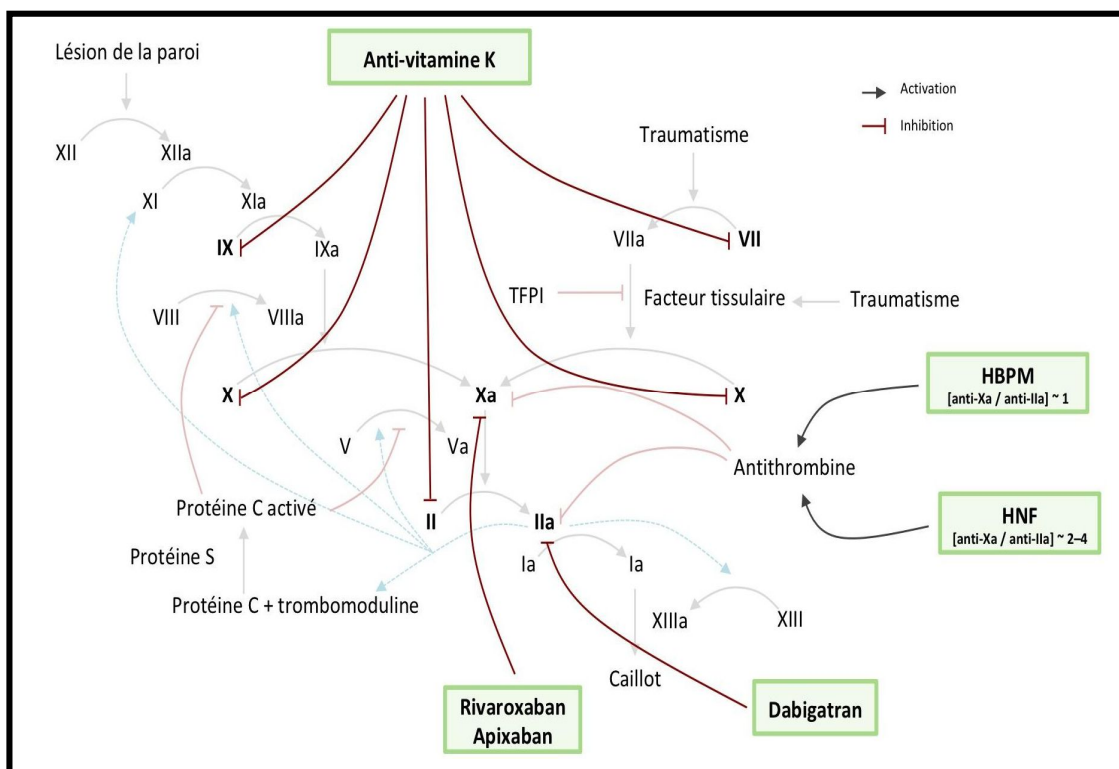 Lésion de la paroi
Anti-vitamine K
Activation
Inhibition
Traumatisme
XII
XIIa
XI
XIa
IX
IXa
VIIa
VII
TFPI
Facteur tissulaire
Traumatisme
VIII
VIIIa
X
Xa
X
HBPM
[anti-Xa / anti-IIa] ~ 1
V
Va
Antithrombine
Protéine C activé
II
IIa
HNF
[anti-Xa / anti-IIa] ~ 2–4
Protéine S
Ia
Ia
Protéine C + trombomoduline
XIIIa
XIII
Caillot
Rivaroxaban
Apixaban
Dabigatran